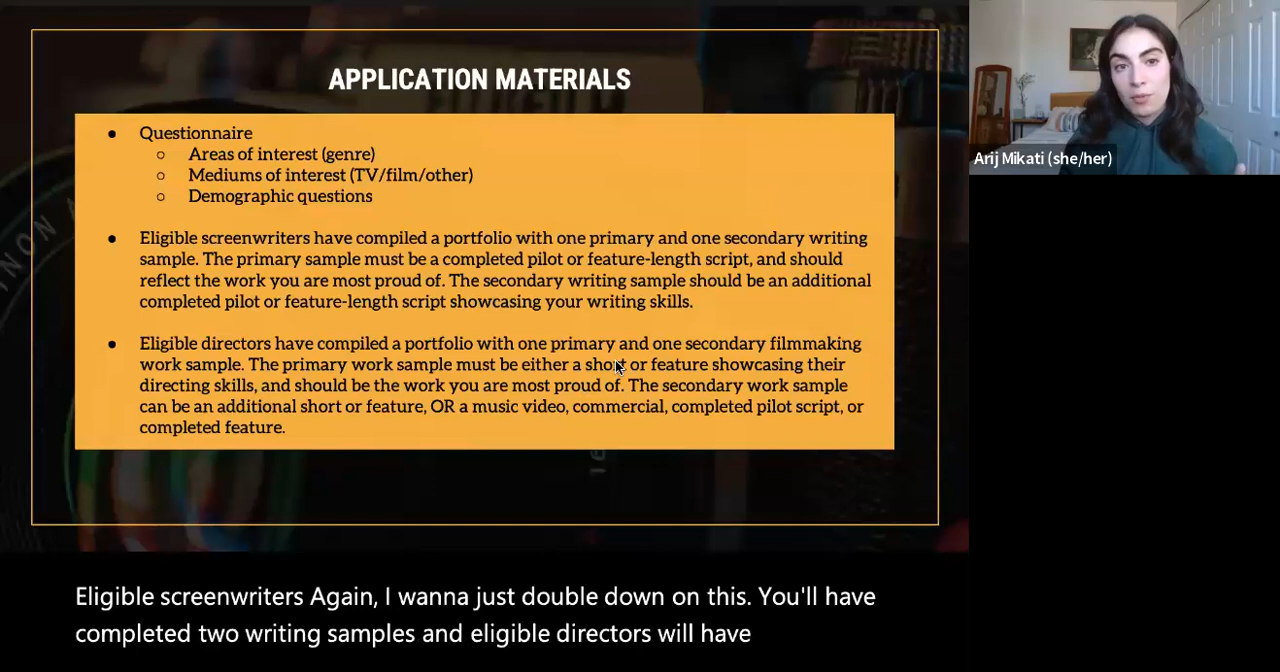 APPLICATION MATERIALS
● Questionnaire
○ Areas of interest (genre)
○ Mediums of interest (TV/film/other)
○ Demographic questions
● Eligible screenwriters have compiled a portfolio with one primary and one secondary writing
sample. The primary sample must be a completed pilot or feature-length script, and should
reflect the work you are most proud of. The secondary writing sample should be an additional
completed pilot or feature-length script showcasing your writing skills.
● Eligible directors have compiled a portfolio with one primary and one secondary filmmaking
work sample. The primary work sample must be either a short or feature showcasing their
directing skills, and should be the work you are most proud of. The secondary work sample
can be an additional short or feature, OR a music video, commercial, completed pilot script, or
completed feature.
Arij Mikati (she/her)
Eligible screenwriters Again, I wanna just double down on this. You'll have
completed two writing samples and eligible directors will have